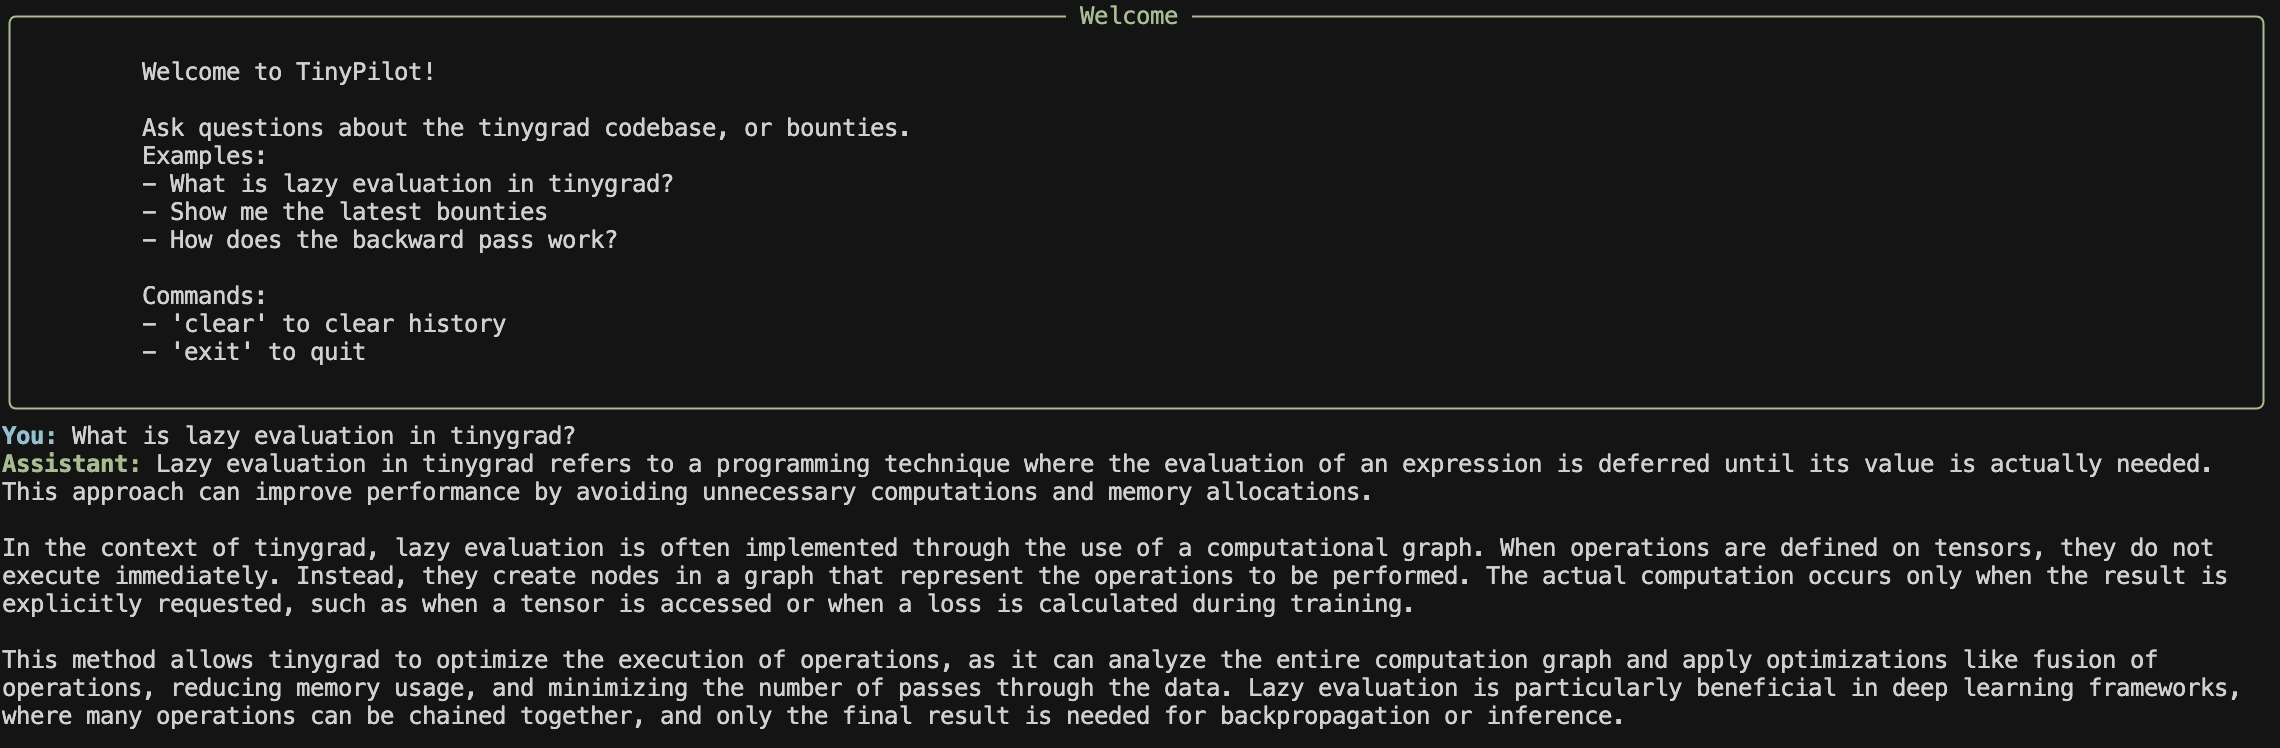 Welcome
Welcome to TinyPilot!
Ask questions about the tinygrad codebase, or bounties.
Examples:
- What is lazy evaluation in tinygrad?
- Show me the latest bounties
- How does the backward pass work?
Commands:
- 'clear' to clear history
- 'exit' to quit
You: What is lazy evaluation in tinygrad?
Assistant: Lazy evaluation in tinygrad refers to a programming technique where the evaluation of an expression is deferred until its value is actually needed.
This approach can improve performance by avoiding unnecessary computations and memory allocations.
In the context of tinygrad, lazy evaluation is often implemented through the use of a computational graph. When operations are defined on tensors, they do not
execute immediately. Instead, they create nodes in a graph that represent the operations to be performed. The actual computation occurs only when the result is
explicitly requested, such as when a tensor is accessed or when a loss is calculated during training.
This method allows tinygrad to optimize the execution of operations, as it can analyze the entire computation graph and apply optimizations like fusion of
operations, reducing memory usage, and minimizing the number of passes through the data. Lazy evaluation is particularly beneficial in deep learning frameworks,
where many operations can be chained together, and only the final result is needed for backpropagation or inference.